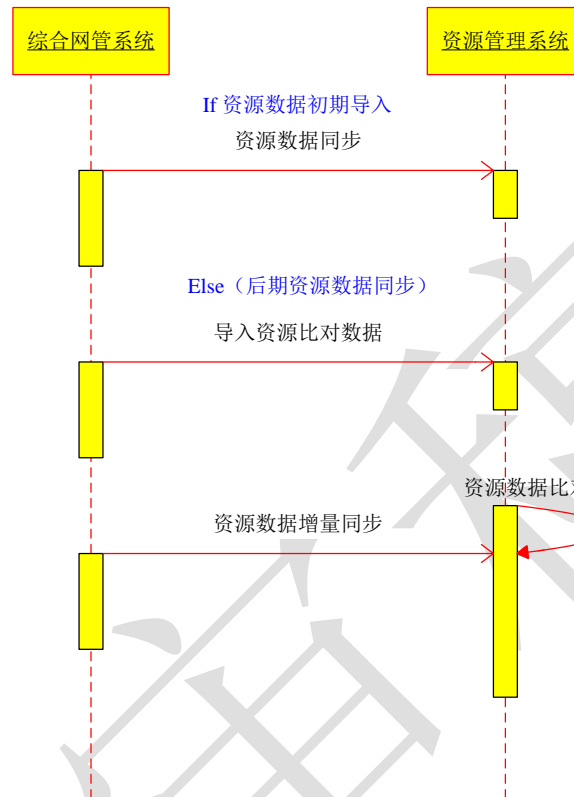 综合网管系统
资源管理系统
If 资源数据初期导入
资源数据同步
Else（后期资源数据同步）
导入资源比对数据
资源数据比
资源数据增量同步